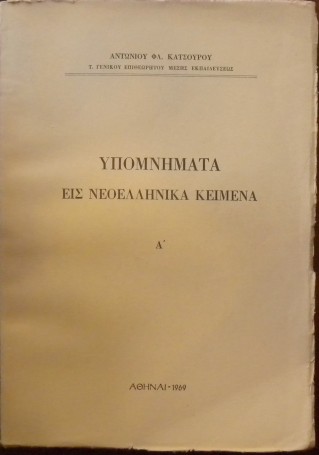 ΑΝΤΩΝΙΟΥ ΦΛ. ΚΑΤΣΟΥΡΟΥ
Τ. ΓΕΝΙΚΟΥ ΕΠΙΘΕΩΡΗΤΟΥ ΜΕΣΗΣ ΕΚΠΑΙΔΕΥΣΕΩΣ
ΥΠΟΜΝΗΜΑΤΑ
ΕΙΣ ΝΕΟΕΛΛΗΝΙΚΑ ΚΕΙΜΕΝΑ
Α΄
ΑΘΗΝΑΙ - 1969